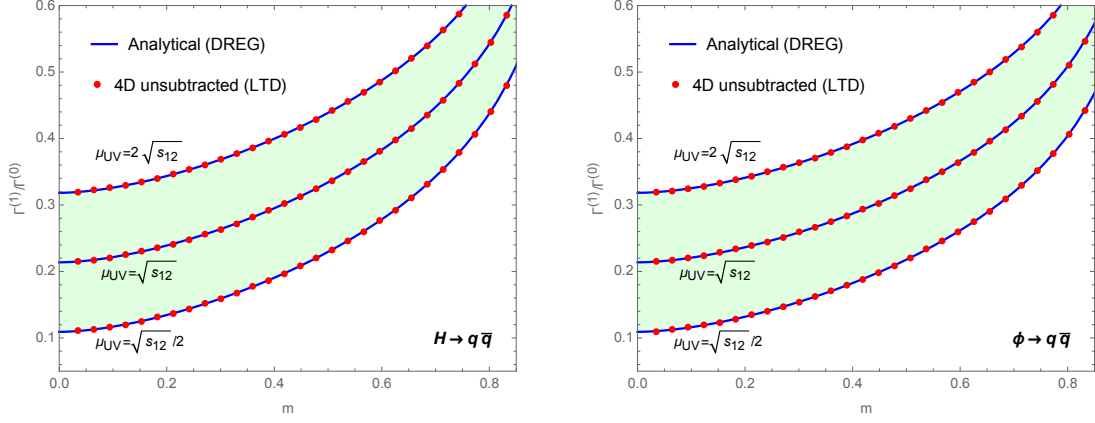 0.6
0.5
0.4
0.3
0.2
0.1
0.0 0.2 0.4 0.6 0.8
Γ(1)/Γ(0)
m
Analytical (DREG)
4D unsubtracted (LTD)
μUV=2√s12
μUV=√s12
μUV=√s12/2
H→q q̅
0.6
0.5
0.4
0.3
0.2
0.1
0.0 0.2 0.4 0.6 0.8
Γ(1)/Γ(0)
m
Analytical (DREG)
4D unsubtracted (LTD)
μUV=2√s12
μUV=√s12
μUV=√s12/2
ϕ→q q̅